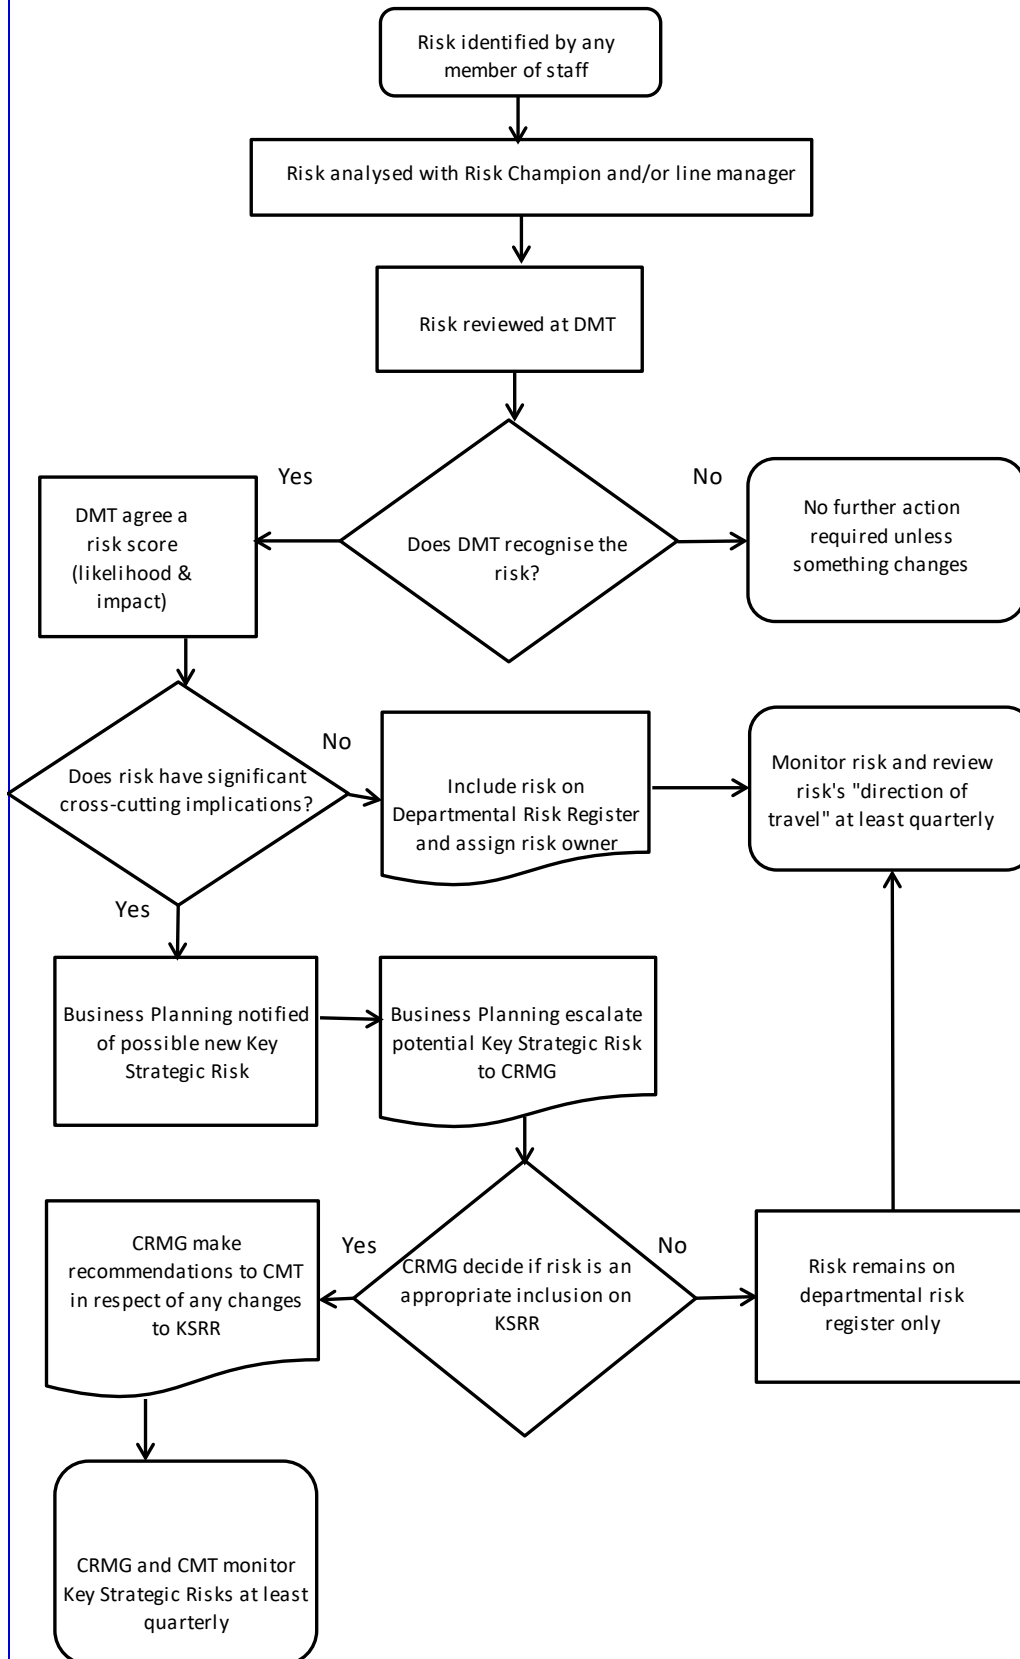 Risk identified by any
member of staff
Risk analysed with Risk Champion and/or line manager
Risk reviewed at DMT
Yes
No
DMT agree a
risk score
(likelihood &
impact)
Does DMT recognise the
risk?
No further action
required unless
something changes
No
Does risk have significant
cross-cutting implications?
Include risk on
Departmental Risk Register
and assign risk owner
Monitor risk and review
risk's "direction of
travel" at least quarterly
Yes
Business Planning notified
of possible new Key
Strategic Risk
Business Planning escalate
potential Key Strategic Risk
to CRMG
CRMG make
recommendations to CMT
in respect of any changes
to KSRR
Yes
No
CRMG decide if risk is an
appropriate inclusion on
KSRR
Risk remains on
departmental risk
register only
CRMG and CMT monitor
Key Strategic Risks at least
quarterly